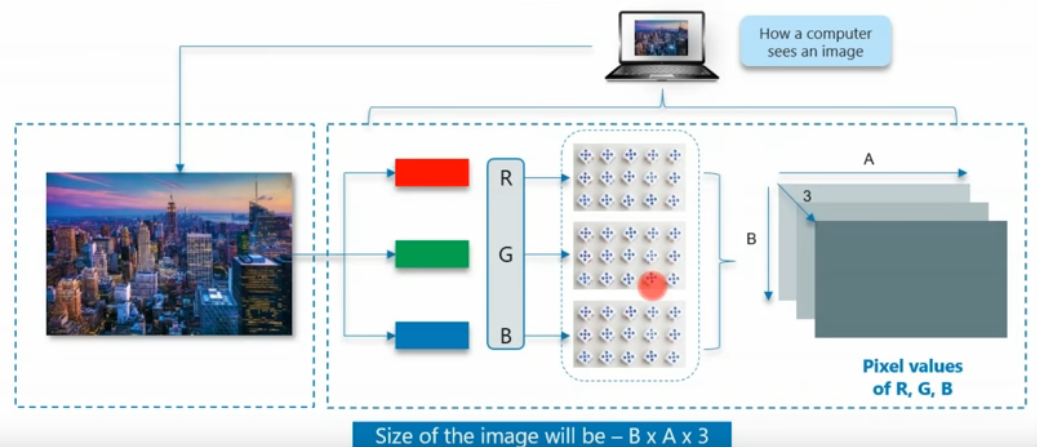 How a computer
sees an image
R
G
B
A
B
3
Pixel values
of R, G, B
Size of the image will be – B x A x 3